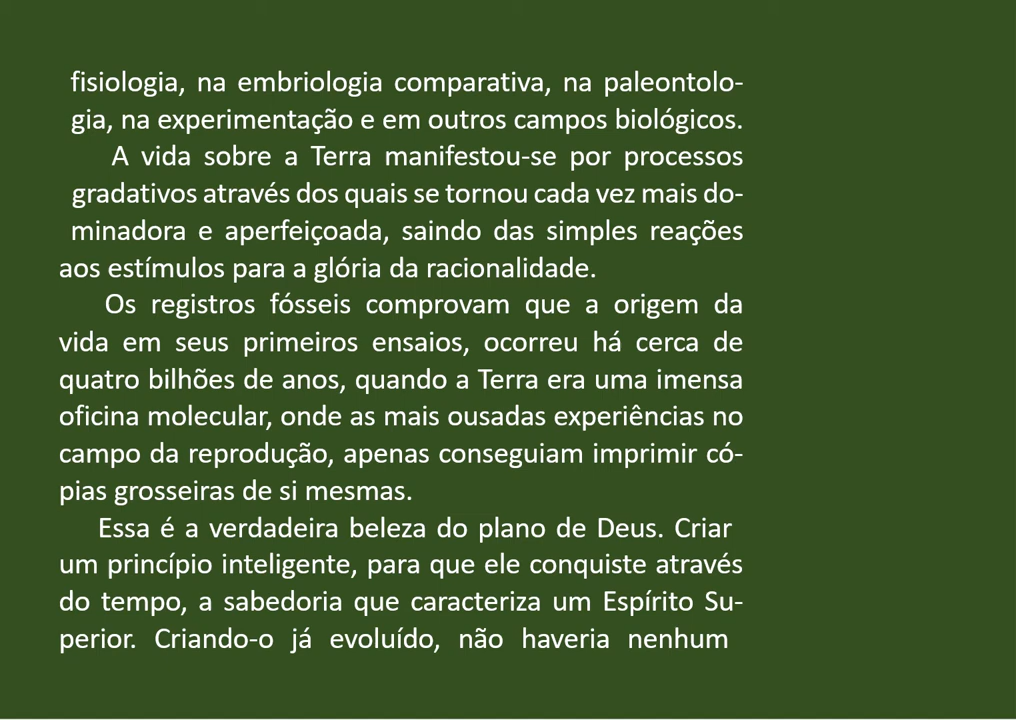 fisiologia, na embriologia comparativa, na paleontolo-
gia, na experimentação e em outros campos biológicos.
A vida sobre a Terra manifestou-se por processos
gradativos através dos quais se tornou cada vez mais do-
minadora e aperfeiçoada, saindo das simples reações
aos estímulos para a glória da racionalidade.
Os registros fósseis comprovam que a origem da
vida em seus primeiros ensaios, ocorreu há cerca de
quatro bilhões de anos, quando a Terra era uma imensa
oficina molecular, onde as mais ousadas experiências no
campo da reprodução, apenas conseguiam imprimir có-
pias grosseiras de si mesmas.
Essa é a verdadeira beleza do plano de Deus. Criar
um princípio inteligente, para que ele conquiste através
do tempo, a sabedoria que caracteriza um Espírito Su-
perior. Criando-o já evoluído, não haveria nenhum